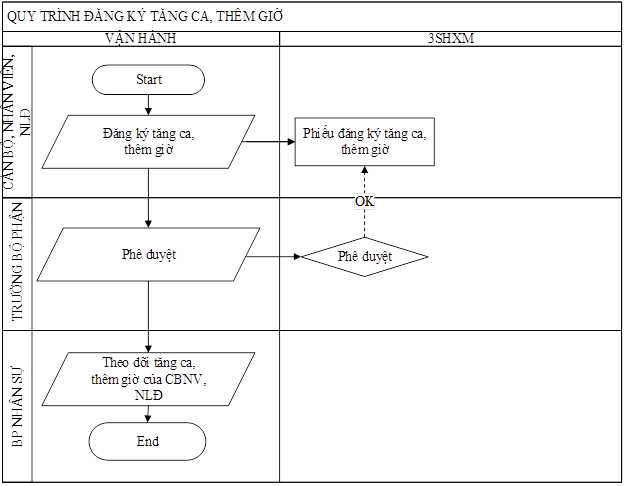 QUY TRÌNH ĐĂNG KÝ TĂNG CA, THÊM GIỜ
VẬN HÀNH
3SHXM
CÁN BỘ, NHÂN VIÊN,
NLĐ
Start
Đăng ký tăng ca,
thêm giờ
Phiếu đăng ký tăng ca,
thêm giờ
OK
TRƯỞNG BỘ PHẬN
Phê duyệt
Phê duyệt
BP NHÂN SỰ
Theo dõi tăng ca,
thêm giờ của CBNV,
NLĐ
End